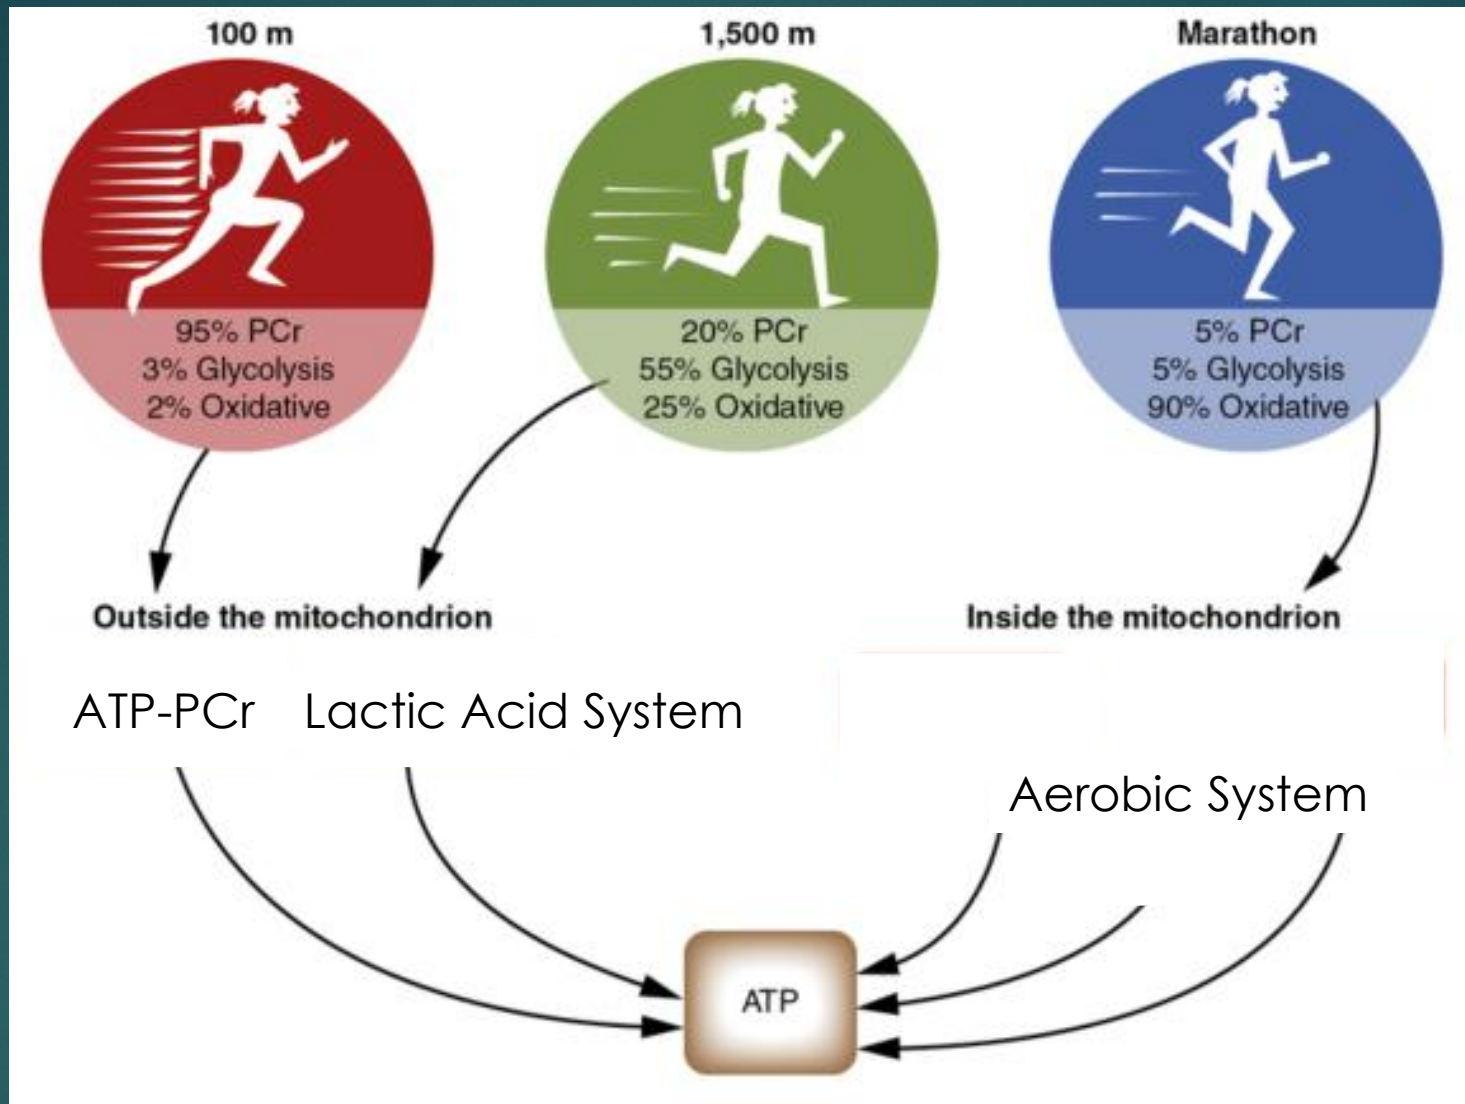 100 m
1,500 m
Marathon
95% PCr
3% Glycolysis
2% Oxidative
20% PCr
55% Glycolysis
25% Oxidative
5% PCr
5% Glycolysis
90% Oxidative
Outside the mitochondrion
Inside the mitochondrion
ATP-PCr
Lactic Acid System
Aerobic System
ATP